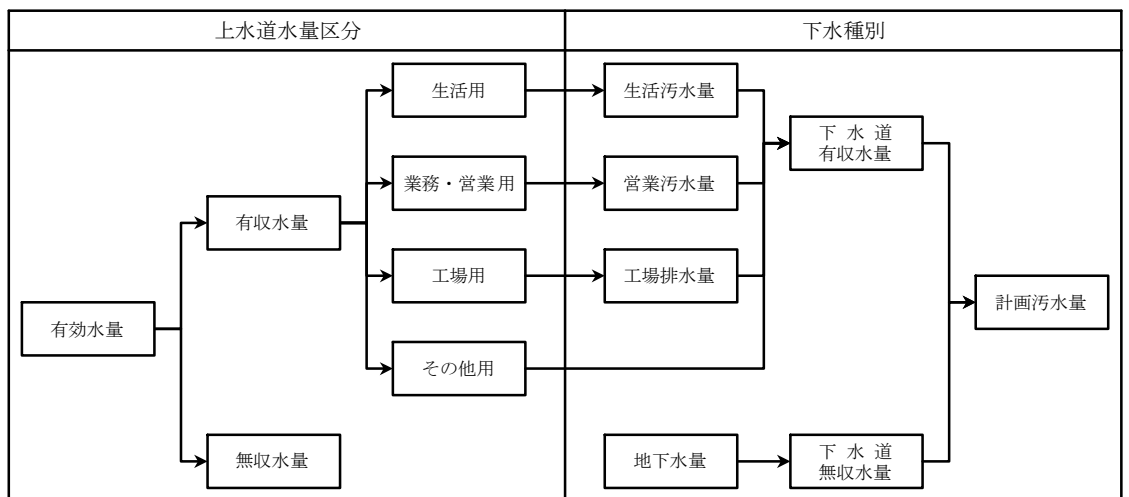 上水道水量区分
下水種別
生活用
生活汚水量
下水道
有収水量
業務・営業用
営業汚水量
有収水量
工場用
工場排水量
計画汚水量
有効水量
その他用
無収水量
地下水量
下水道
無収水量